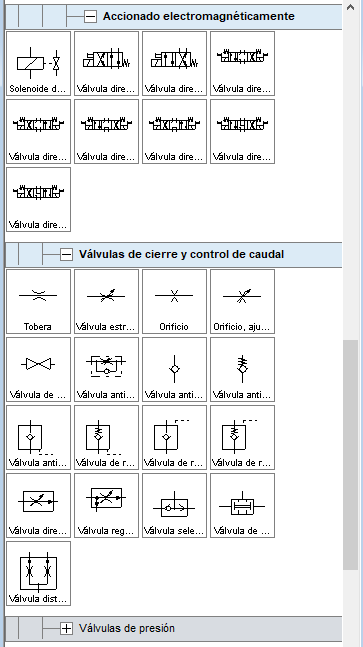 Accionado electromagnéticamente
Solenoide d... Válvula dire... Válvula dire... Válvula dire...
Válvula dire... Válvula dire... Válvula dire... Válvula dire...
Válvula dire...
Válvulas de cierre y control de caudal
Tobera Válvula estr... Orificio Orificio, aju...
Válvula de ... Válvula anti... Válvula anti... Válvula anti...
Válvula anti... Válvula de r... Válvula de r... Válvula de r...
Válvula dire... Válvula reg... Válvula sele... Válvula de ...
Válvula dist...
Válvulas de presión